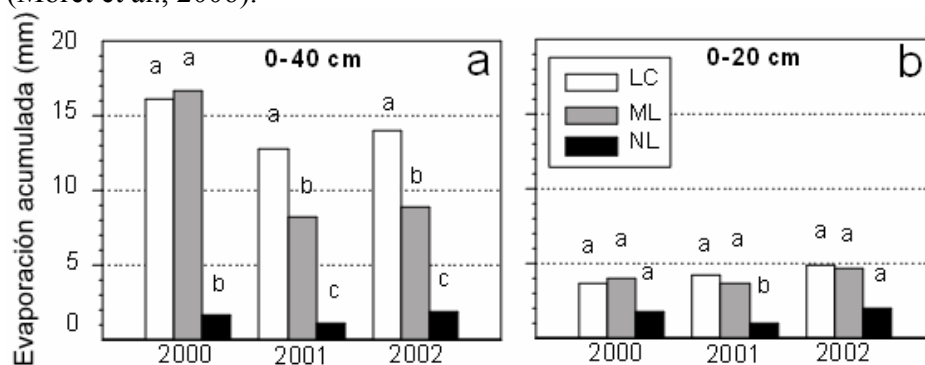 (Moret et al., 2006).
Evaporación acumulada (mm)
20
15
10
5
0
0-40 cm
a
a a b
a b c
a b c
2000 2001 2002
0-20 cm
b
LC
ML
NL
a a a
a a b
a a a
2000 2001 2002